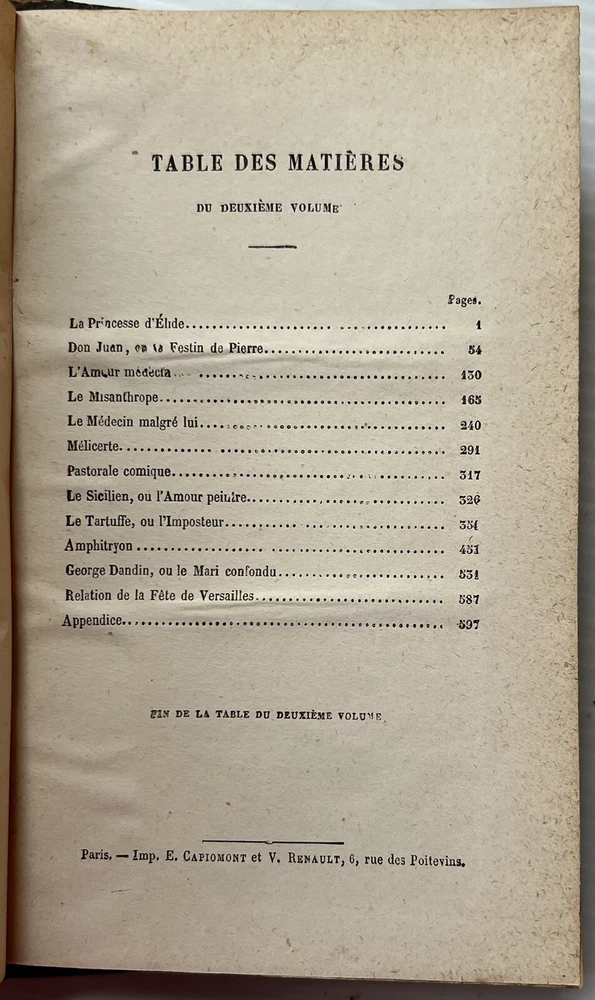 TABLE DES MATIÈRES
DU DEUXIÈME VOLUME
Pages.
La Princesse d'Élide........................................ 1
Don Juan, ou le Festin de Pierre............................ 54
L'Amour médecin............................................. 130
Le Misanthrope.............................................. 165
Le Médecin malgré lui....................................... 240
Mélicerte................................................... 291
Pastorale comique........................................... 317
Le Sicilien, ou l'Amour peintre............................. 326
Le Tartuffe, ou l'Imposteur................................. 351
Amphitryon.................................................. 451
George Dandin, ou le Mari confondu.......................... 531
Relation de la Fête de Versailles........................... 587
Appendice................................................... 597
FIN DE LA TABLE DU DEUXIÈME VOLUME
Paris. — Imp. E. CAPIOMONT et V. RENAULT, 6, rue des Poitevins.